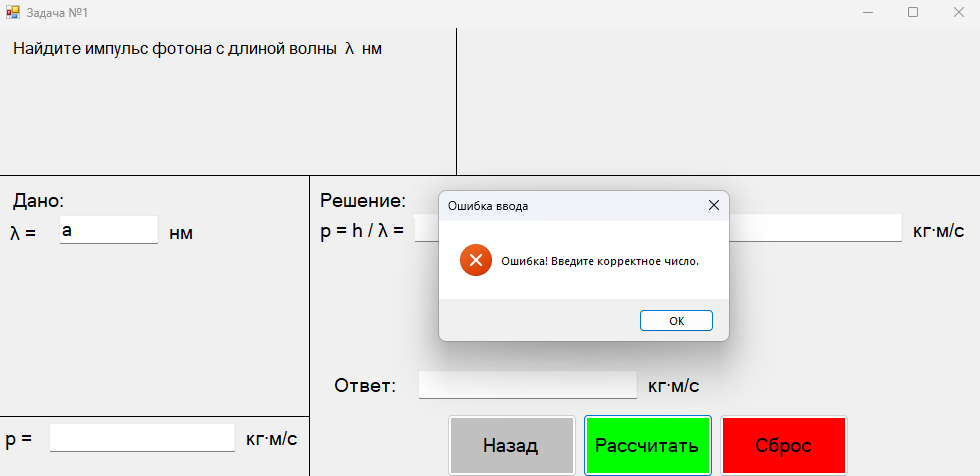 Задача №1
Найдите импульс фотона с длиной волны λ нм
Дано:
λ = а нм
Решение:
p = h / λ = кг·м/с
Ошибка ввода
Ошибка! Введите корректное число.
OK
Ответ: кг·м/с
p = кг·м/с
Назад
Рассчитать
Сброс